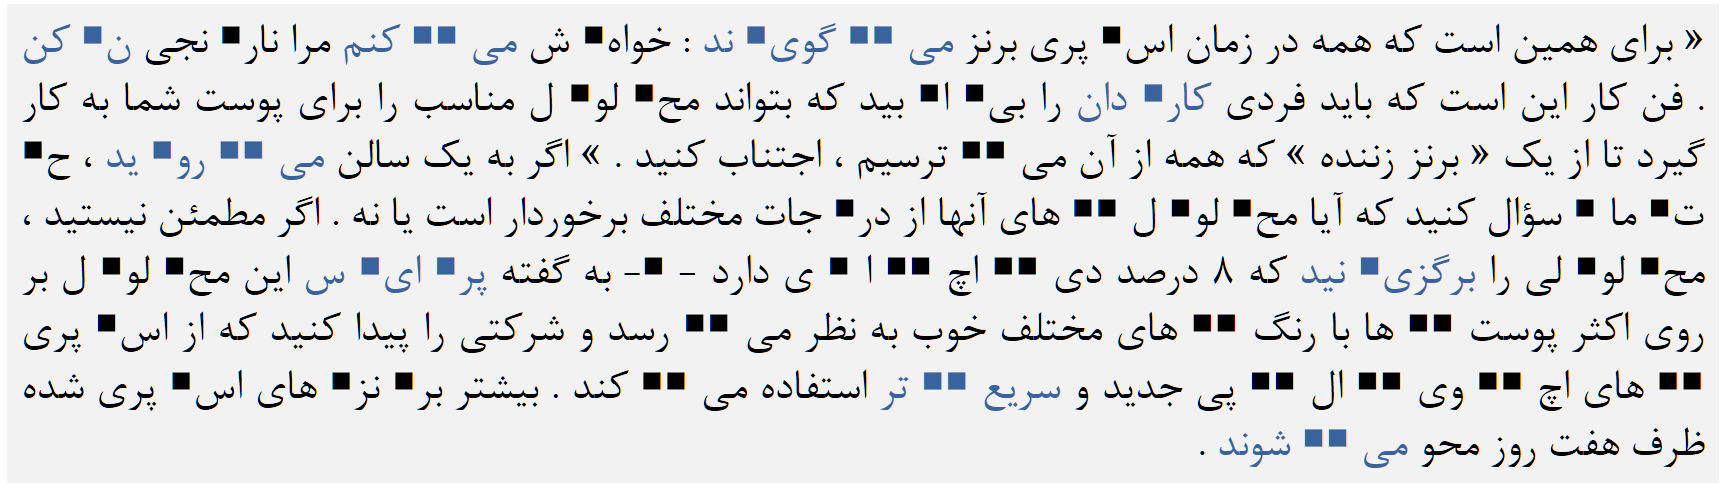 « برای همین است که همه در زمان اس■ پری برنز می ■■ گوی■ ند : خواه■ ش می ■■ کنم مرا نار■ نجی ن■ کن
. فن کار این است که باید فردی کار■ دان را بی■ ا■ بید که بتواند مح■ لو■ ل مناسب را برای پوست شما به کار
گیرد تا از یک « برنز زننده » که همه از آن می ■■ ترسیم ، اجتناب کنید . » اگر به یک سالن می ■■ رو■ ید ، ح■
ت■ ما ■ سؤال کنید که آیا مح■ لو■ ل ■■ های آنها از در■ جات مختلف برخوردار است یا نه . اگر مطمئن نیستید ،
مح■ لو■ لی را برگزی■ نید که ۸ درصد دی ■■ اچ ■■ ا ■ ی دارد - ■- به گفته پر■ ای■ س این مح■ لو■ ل بر
روی اکثر پوست ■■ ها با رنگ ■■ های مختلف خوب به نظر می ■■ رسد و شرکتی را پیدا کنید که از اس■ پری
■■ های اچ ■■ وی ■■ ال ■■ پی جدید و سریع ■■ تر استفاده می ■■ کند . بیشتر بر■ نز■ های اس■ پری شده
ظرف هفت روز محو می ■■ شوند .